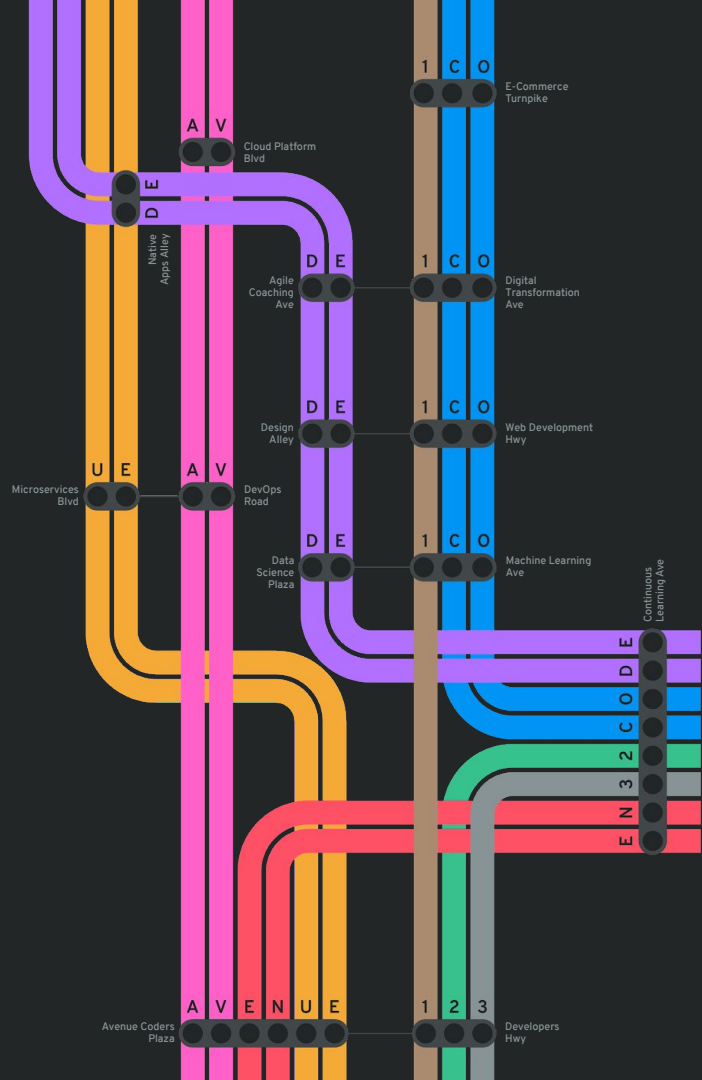 1 C O
E-Commerce
Turnpike
A V
Cloud Platform
Blvd
E
D
Native
Apps Alley
D E
Agile
Coaching
Ave
1 C O
Digital
Transformation
Ave
D E
Design
Alley
1 C O
Web Development
Hwy
U E
Microservices
Blvd
A V
DevOps
Road
D E
Data
Science
Plaza
1 C O
Machine Learning
Ave
Continuous
Learning Ave
E
D
O
C
2
3
N
E
A V E N U E
Avenue Coders
Plaza
1 2 3
Developers
Hwy